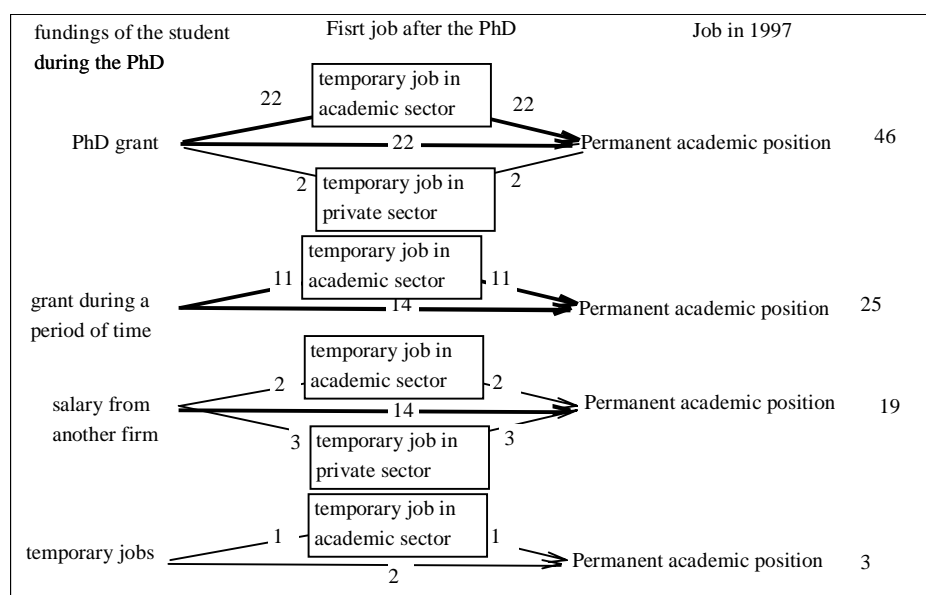 fundings of the student
during the PhD
Fisrt job after the PhD
Job in 1997
temporary job in
academic sector
22
22
PhD grant
22
Permanent academic position
46
2
temporary job in
private sector
2
temporary job in
academic sector
11
11
grant during a
period of time
14
Permanent academic position
25
temporary job in
academic sector
2
2
salary from
another firm
14
Permanent academic position
19
3
temporary job in
private sector
3
temporary job in
academic sector
1
1
temporary jobs
2
Permanent academic position
3